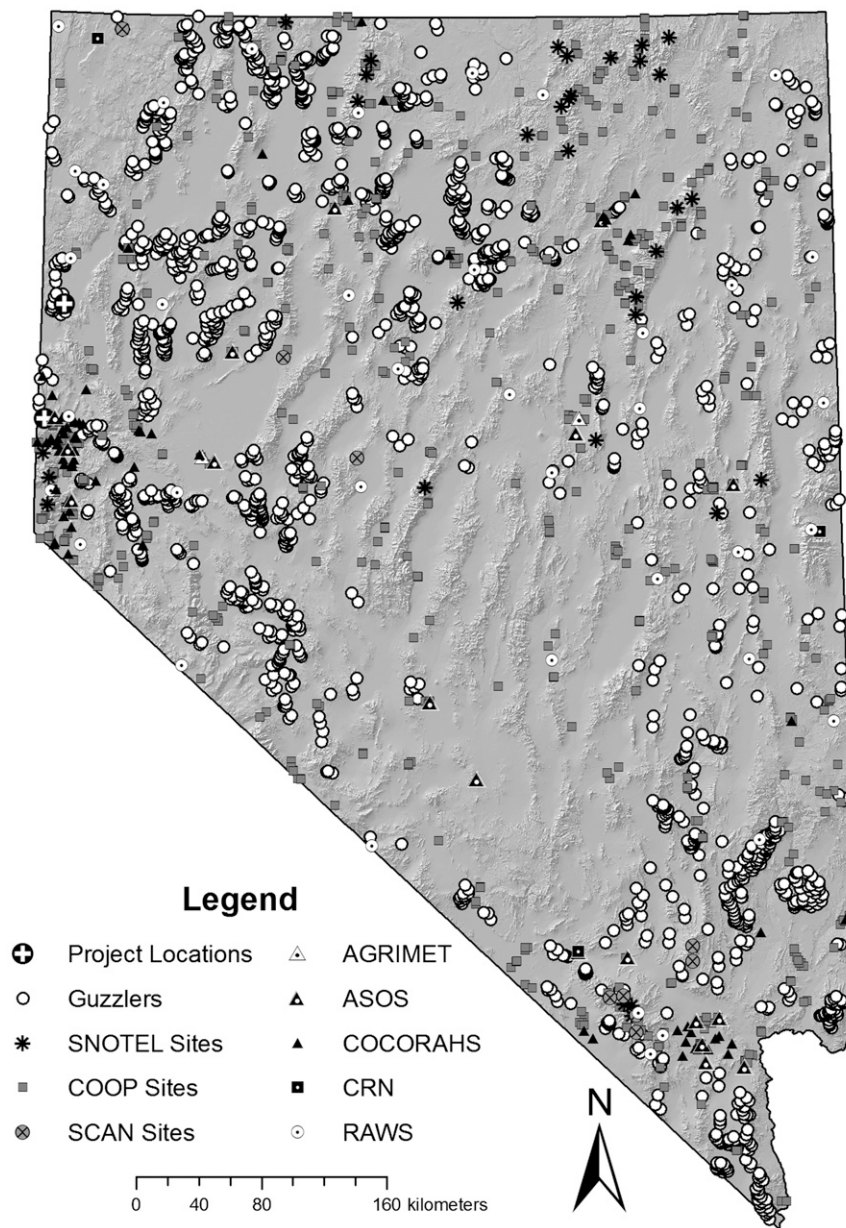 Legend
Project Locations
Guzzlers
SNOTEL Sites
COOP Sites
SCAN Sites
AGRIMET
ASOS
COCORAHS
CRN
RAWS
N
0 40 80 160 kilometers